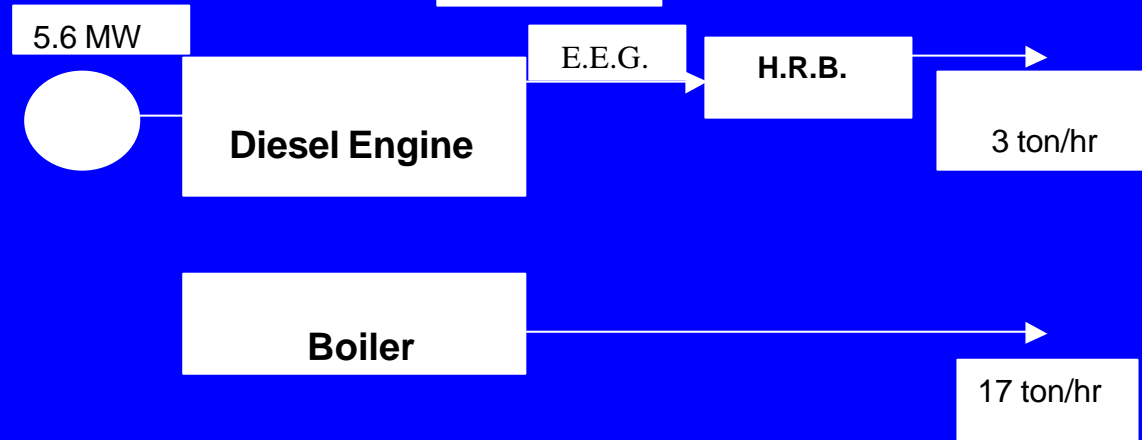 5.6 MW
E.E.G.
H.R.B.
Diesel Engine
3 ton/hr
Boiler
17 ton/hr